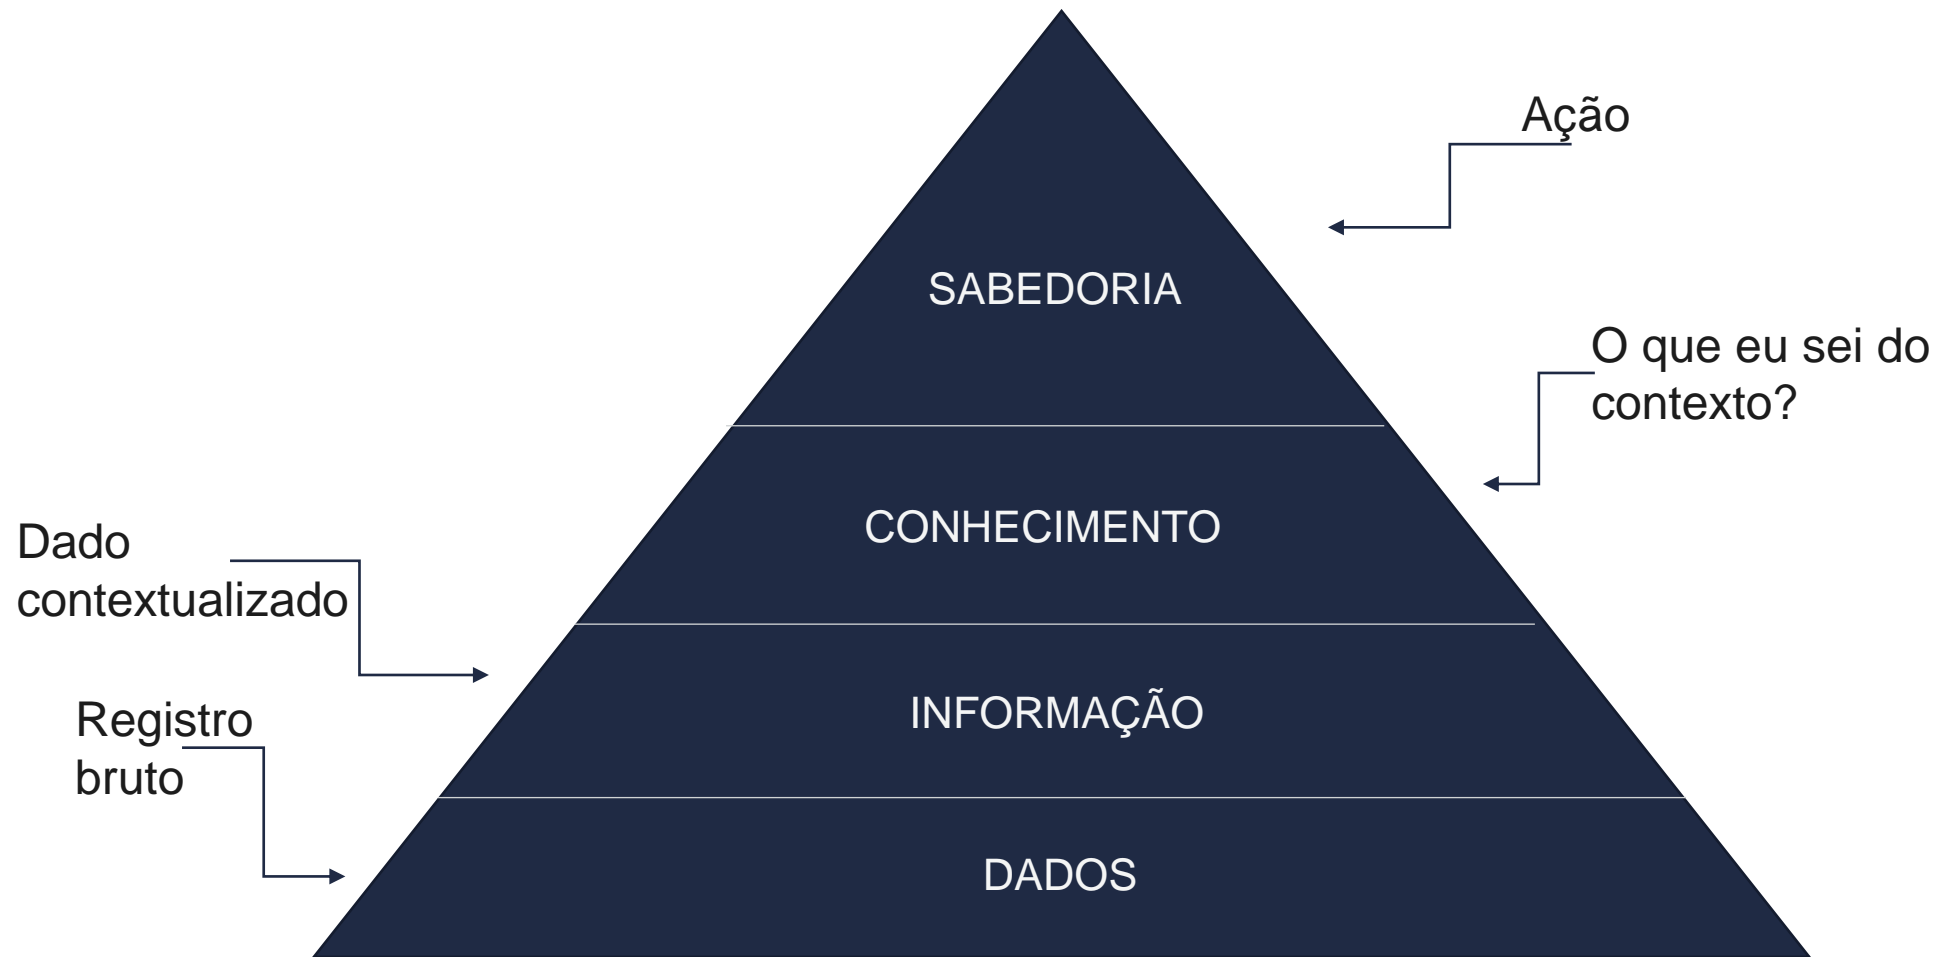 Ação
SABEDORIA
O que eu sei do
contexto?
CONHECIMENTO
Dado
contextualizado
INFORMAÇÃO
Registro
bruto
DADOS